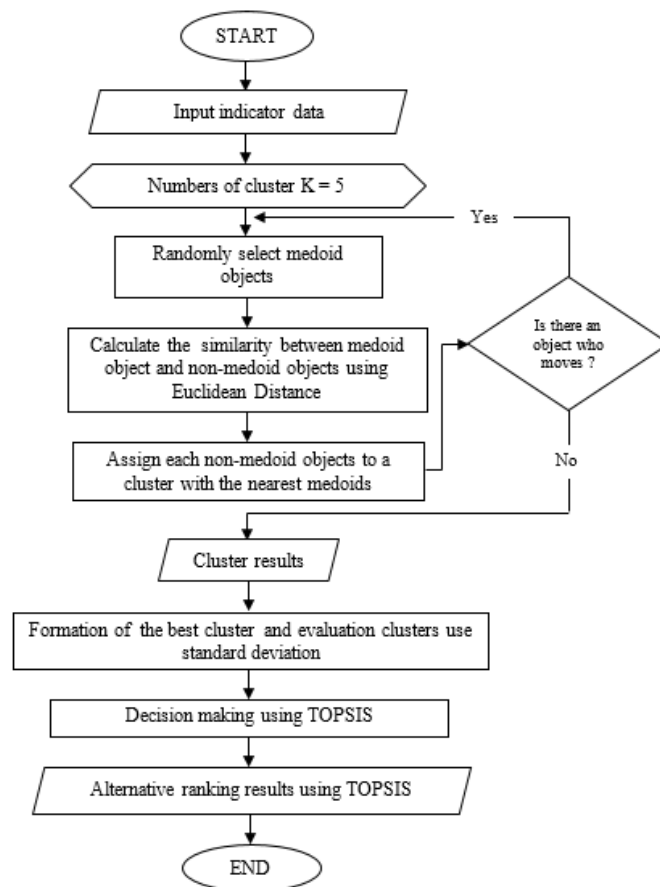 START
Input indicator data
Numbers of cluster K = 5
Yes
Randomly select medoid
objects
Is there an
object who
moves ?
Calculate the similarity between medoid
object and non-medoid objects using
Euclidean Distance
Assign each non-medoid objects to a
cluster with the nearest medoids
No
Cluster results
Formation of the best cluster and evaluation clusters use
standard deviation
Decision making using TOPSIS
Alternative ranking results using TOPSIS
END